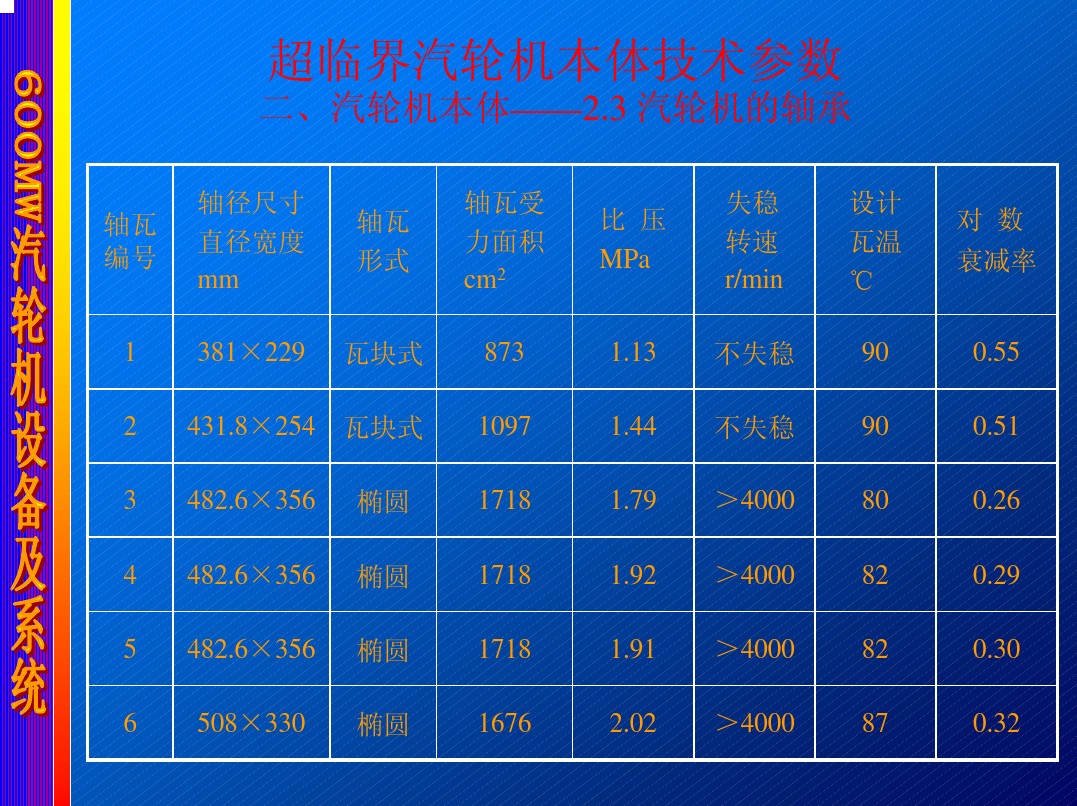 600MW汽轮机设备及系统
超临界汽轮机本体技术参数
二、汽轮机本体——2.3 汽轮机的轴承
轴瓦编号 轴径尺寸直径宽度mm 轴瓦形式 轴瓦受力面积cm² 比 压MPa 失稳转速r/min 设计瓦温℃ 对 数衰减率
1 381×229 瓦块式 873 1.13 不失稳 90 0.55
2 431.8×254 瓦块式 1097 1.44 不失稳 90 0.51
3 482.6×356 椭圆 1718 1.79 ＞4000 80 0.26
4 482.6×356 椭圆 1718 1.92 ＞4000 82 0.29
5 482.6×356 椭圆 1718 1.91 ＞4000 82 0.30
6 508×330 椭圆 1676 2.02 ＞4000 87 0.32